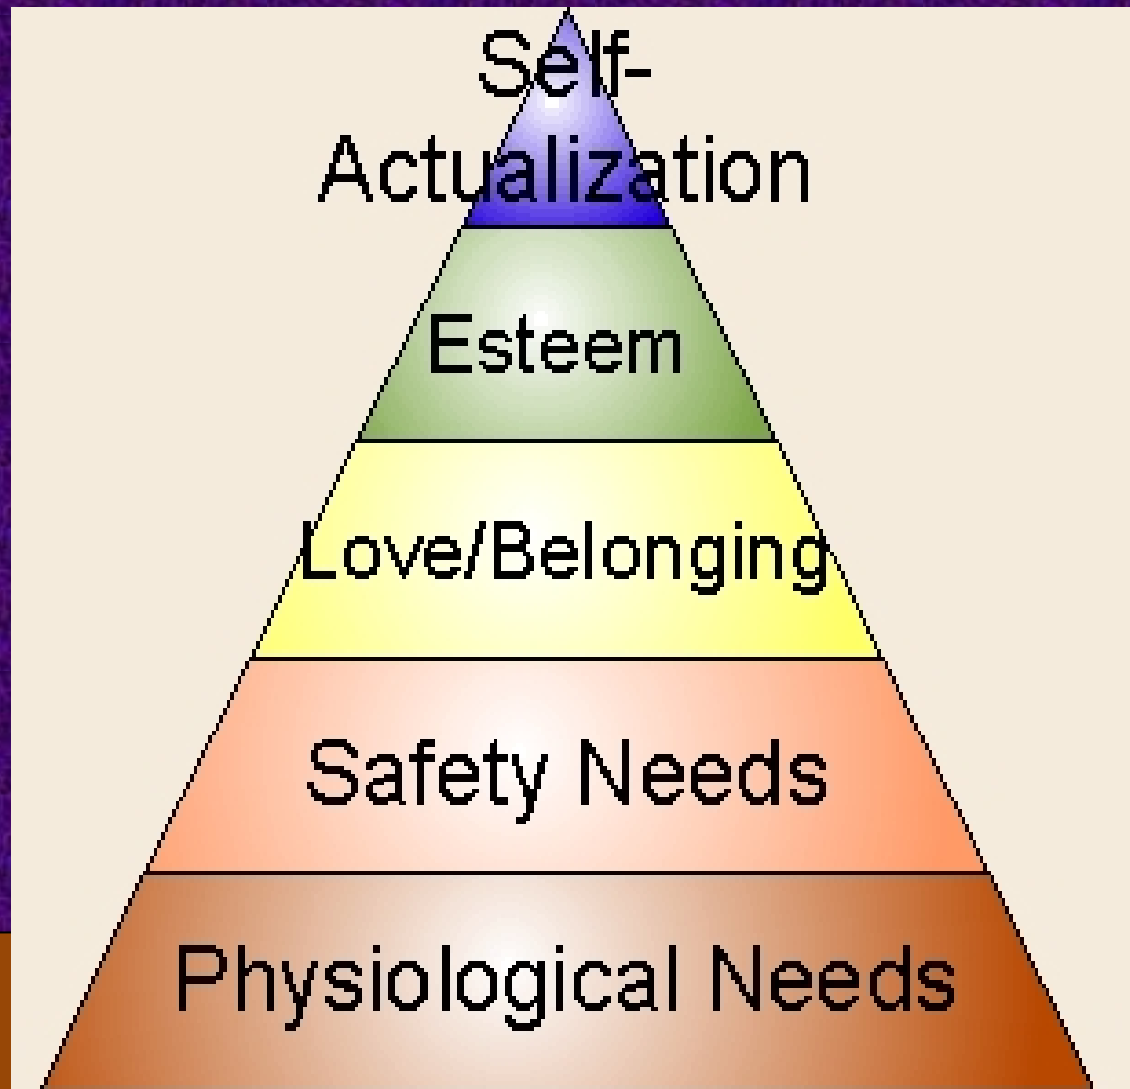 Self-
Actualization
Esteem
Love/Belonging
Safety Needs
Physiological Needs